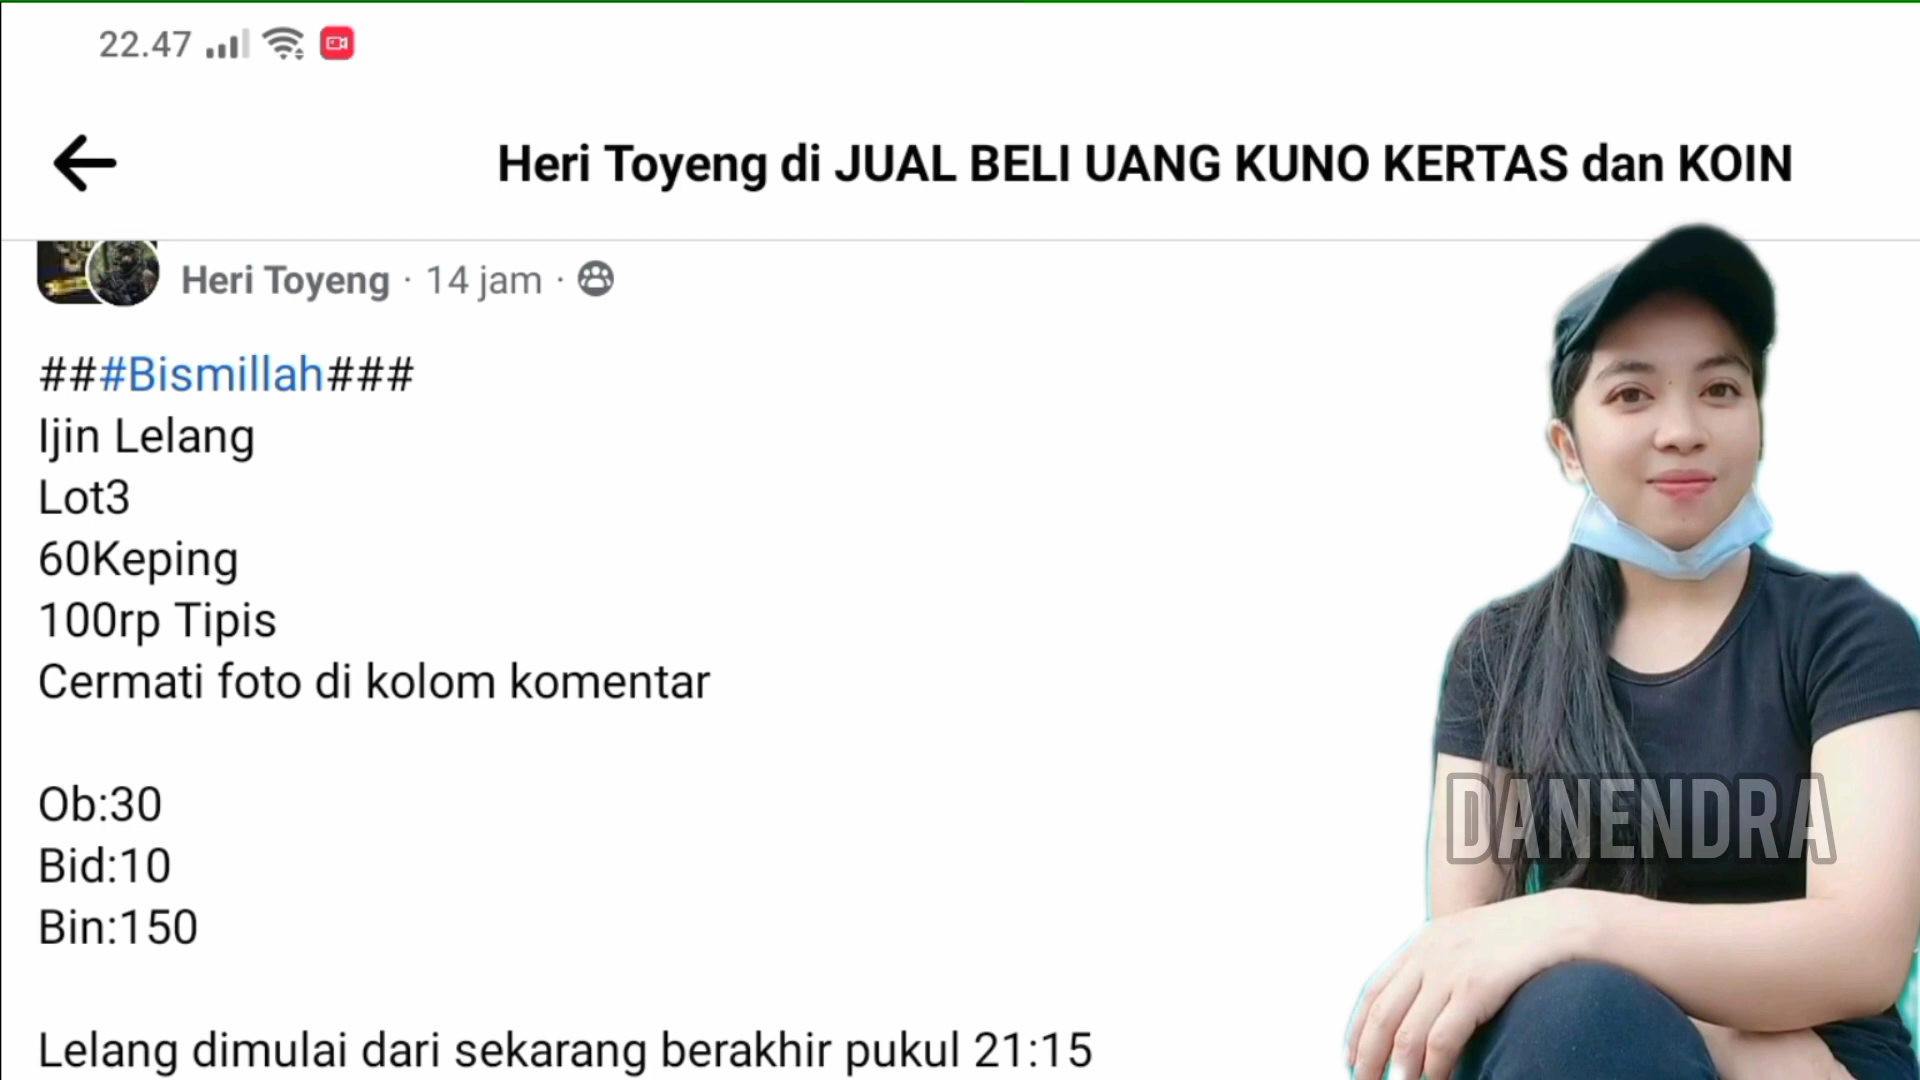 22.47
Heri Toyeng di JUAL BELI UANG KUNO KERTAS dan KOIN
Heri Toyeng · 14 jam ·
###Bismillah###
Ijin Lelang
Lot3
60Keping
100rp Tipis
Cermati foto di kolom komentar
Ob:30
Bid:10
Bin:150
DANENDRA
Lelang dimulai dari sekarang berakhir pukul 21:15